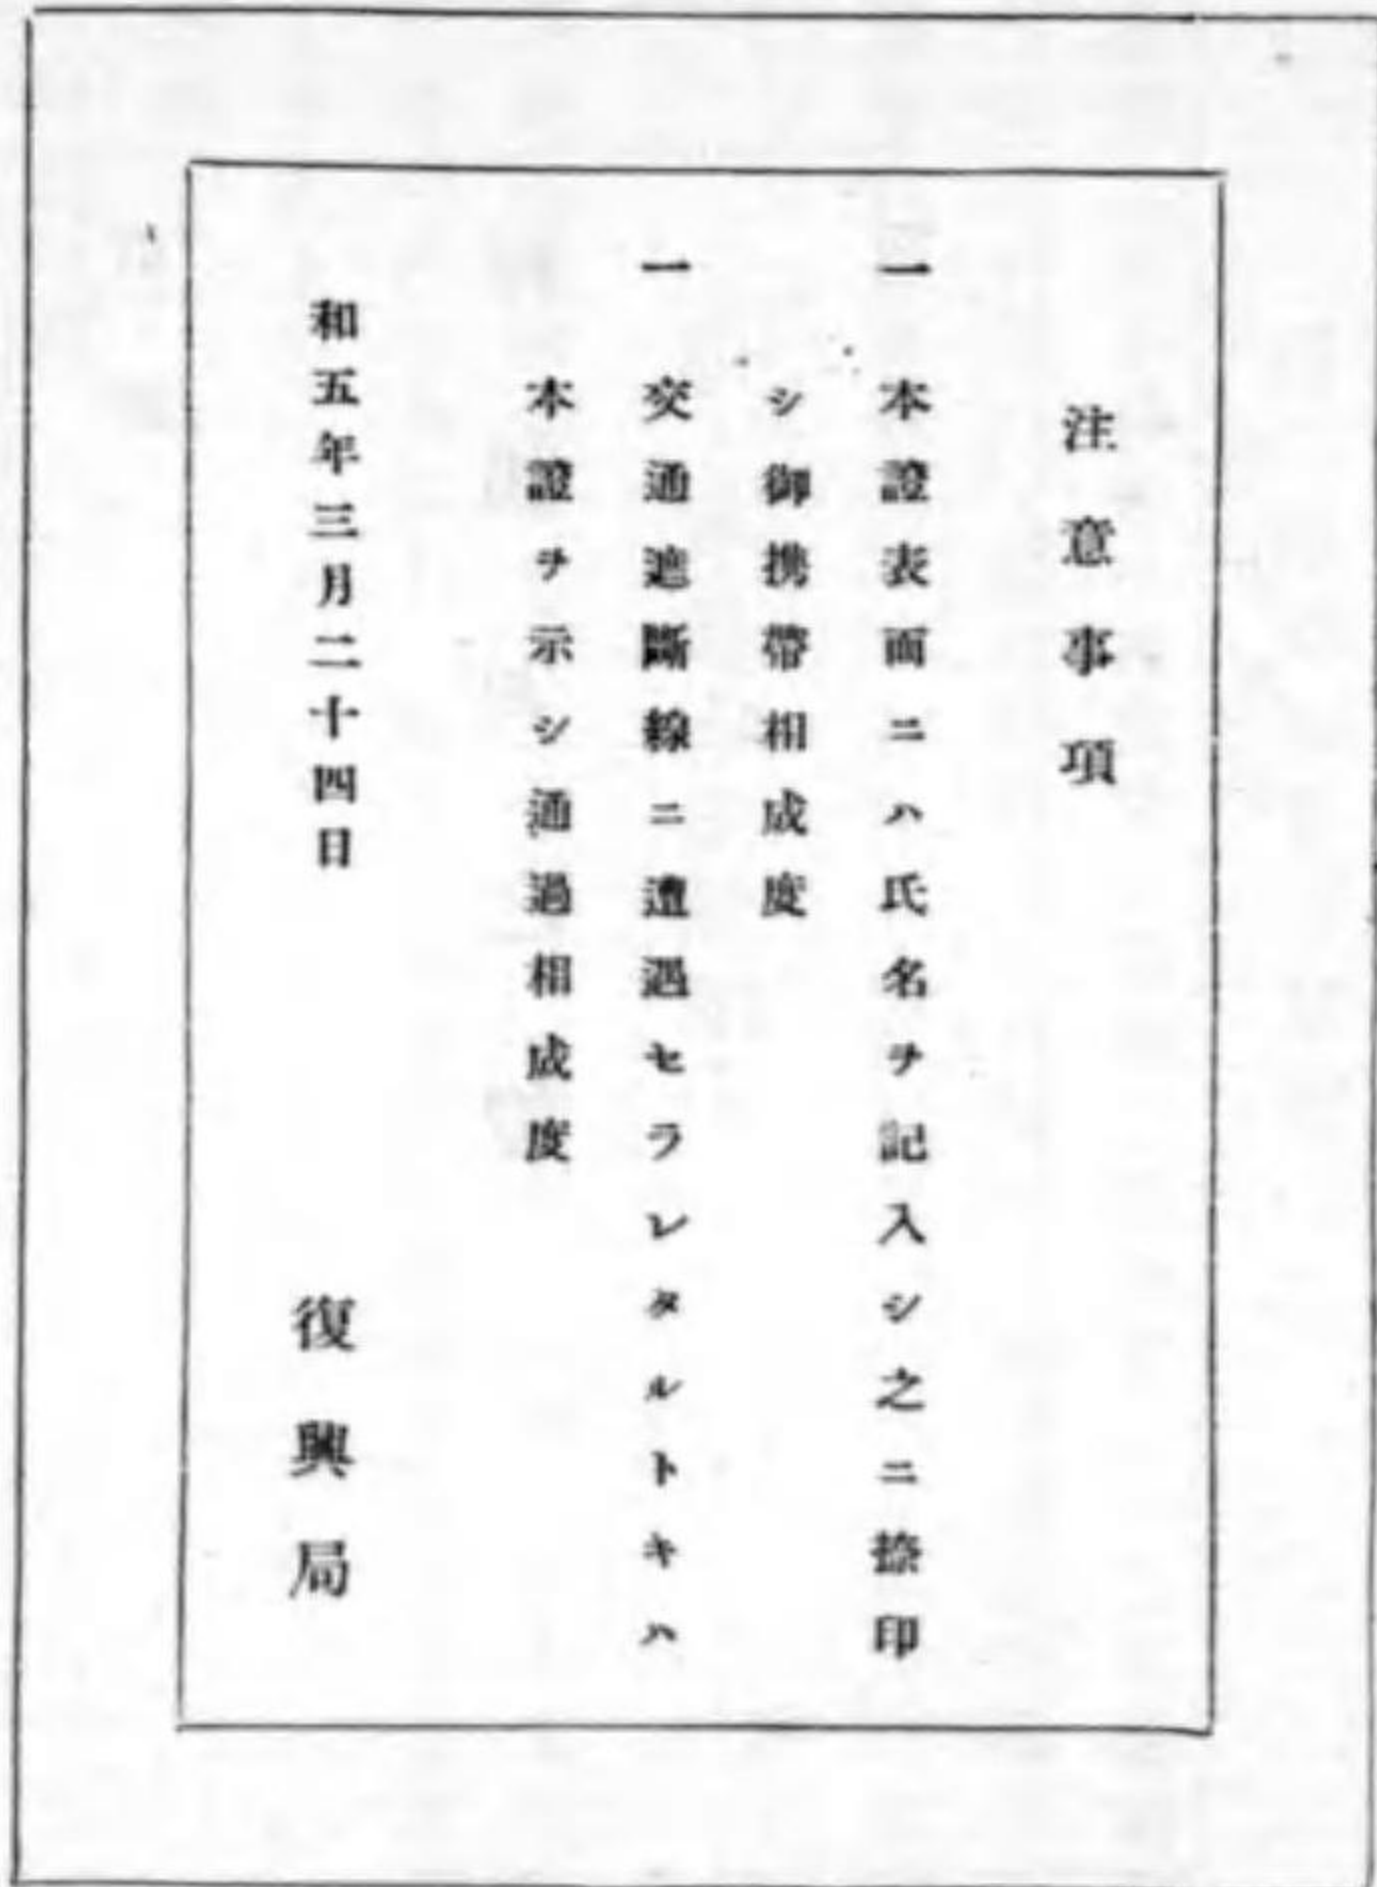 注意事項
一 本證表面ニハ氏名ヲ記入シ之ニ捺印
シ御携帶相成度
一 交通遮斷線ニ遭遇セラレタルトキハ
本證ヲ示シ通過相成度
和五年三月二十四日
復興局